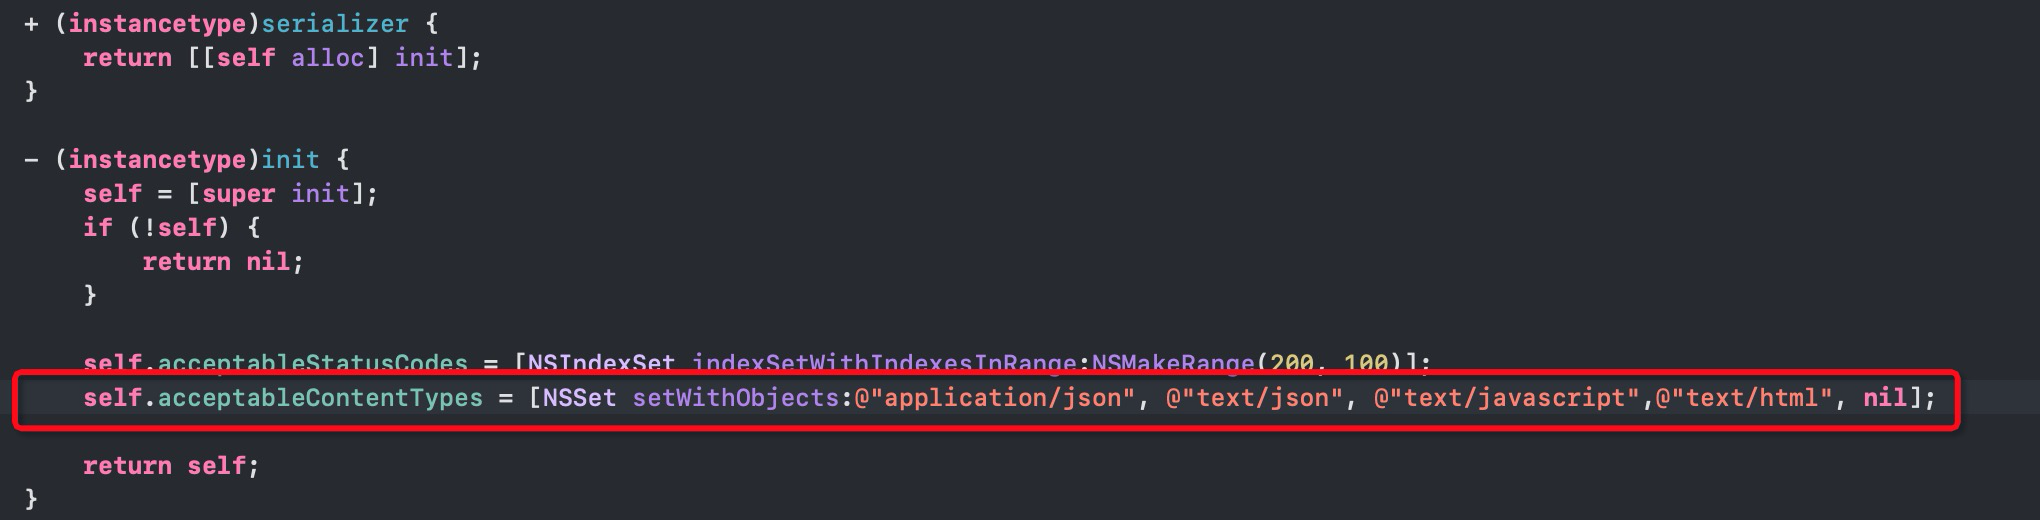 + (instancetype)serializer {
    return [[self alloc] init];
}

- (instancetype)init {
    self = [super init];
    if (!self) {
        return nil;
    }

    self.acceptableStatusCodes = [NSIndexSet indexSetWithIndexesInRange:NSMakeRange(200, 100)];
    self.acceptableContentTypes = [NSSet setWithObjects:@"application/json", @"text/json", @"text/javascript",@"text/html", nil];

    return self;
}